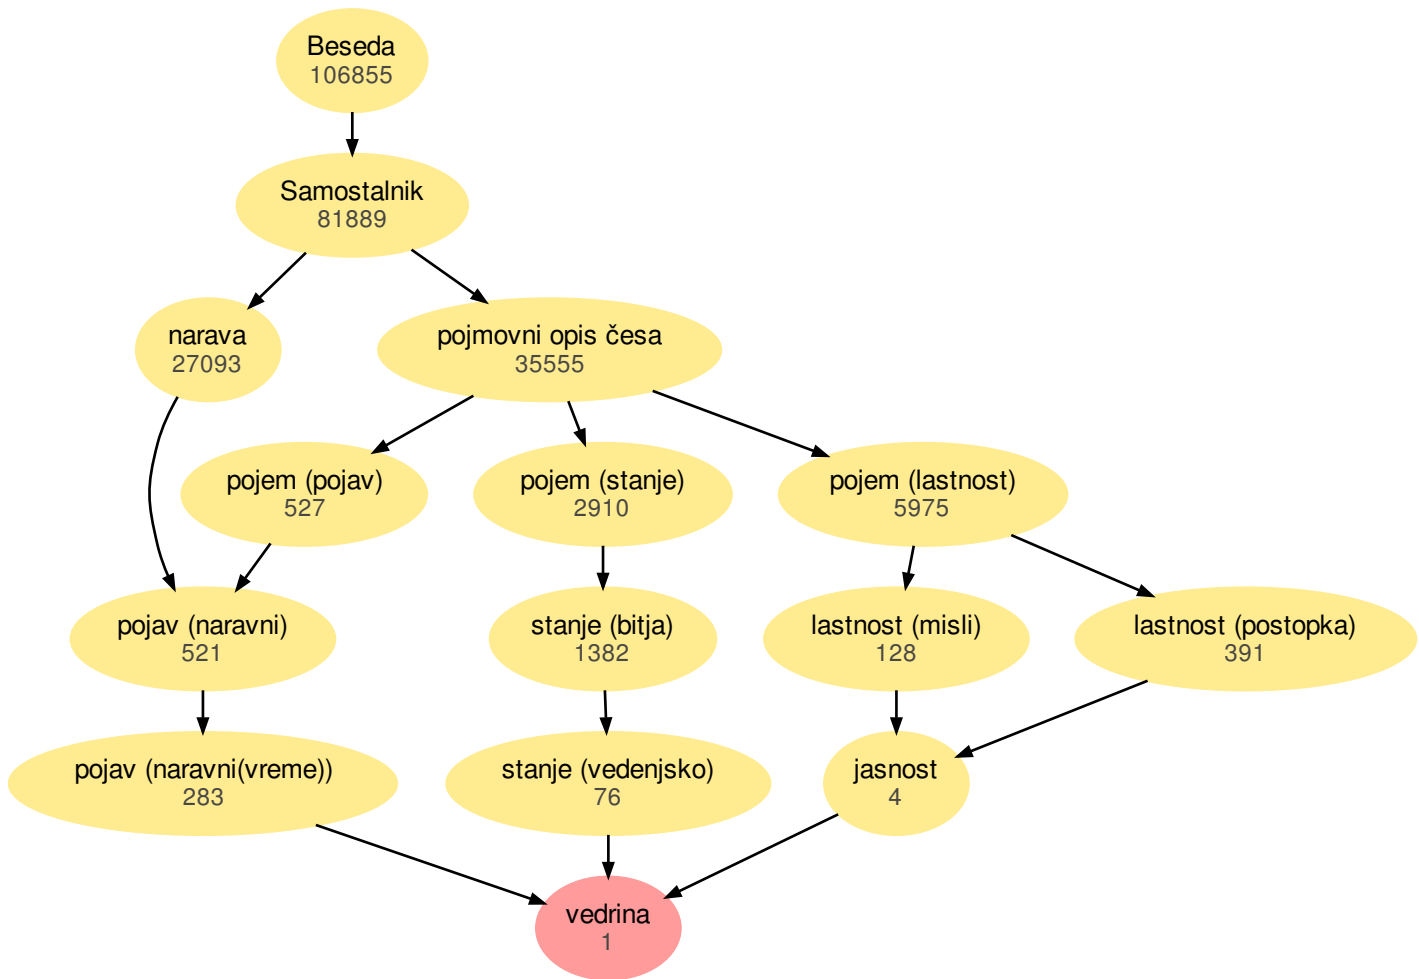 Beseda
106855
Samostalnik
81889
narava
27093
pojmovni opis česa
35555
pojem (pojav)
527
pojem (stanje)
2910
pojem (lastnost)
5975
pojav (naravni)
521
stanje (bitja)
1382
lastnost (misli)
128
lastnost (postopka)
391
pojav (naravni(vreme))
283
stanje (vedenjsko)
76
jasnost
4
vedrina
1